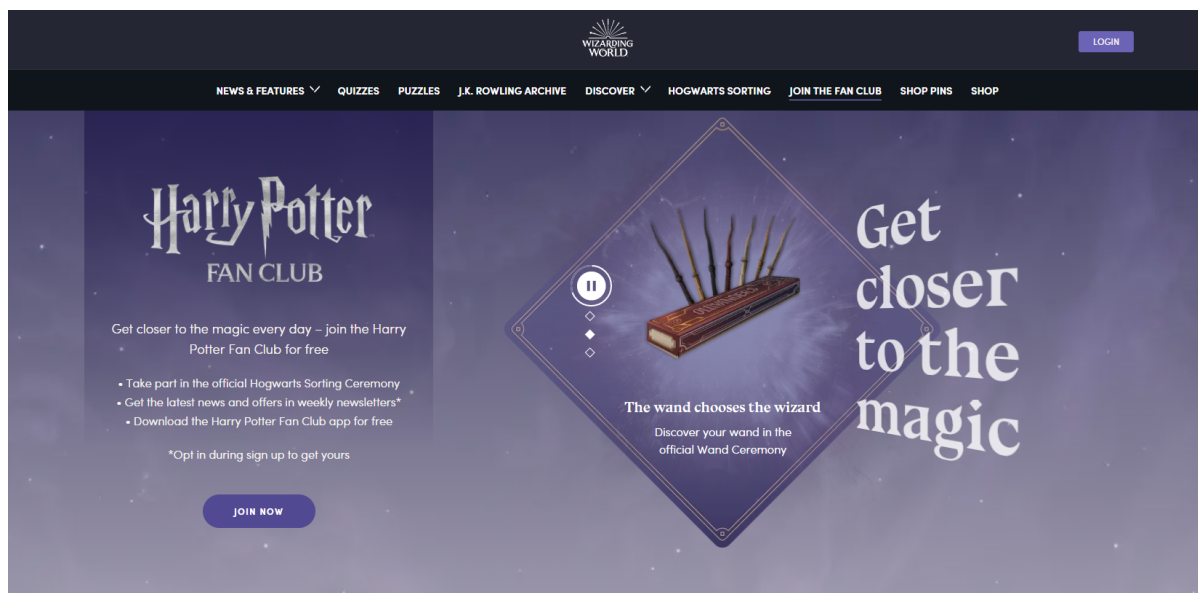 WIZARDING
WORLD
LOGIN
NEWS & FEATURES QUIZZES PUZZLES J.K. ROWLING ARCHIVE DISCOVER HOGWARTS SORTING JOIN THE FAN CLUB SHOP PINS SHOP
Harry Potter
FAN CLUB
Get closer to the magic every day – join the Harry
Potter Fan Club for free
• Take part in the official Hogwarts Sorting Ceremony
• Get the latest news and offers in weekly newsletters*
• Download the Harry Potter Fan Club app for free
*Opt in during sign up to get yours
JOIN NOW
OLLIVANDERS
The wand chooses the wizard
Discover your wand in the
official Wand Ceremony
Get
closer
to the
magic